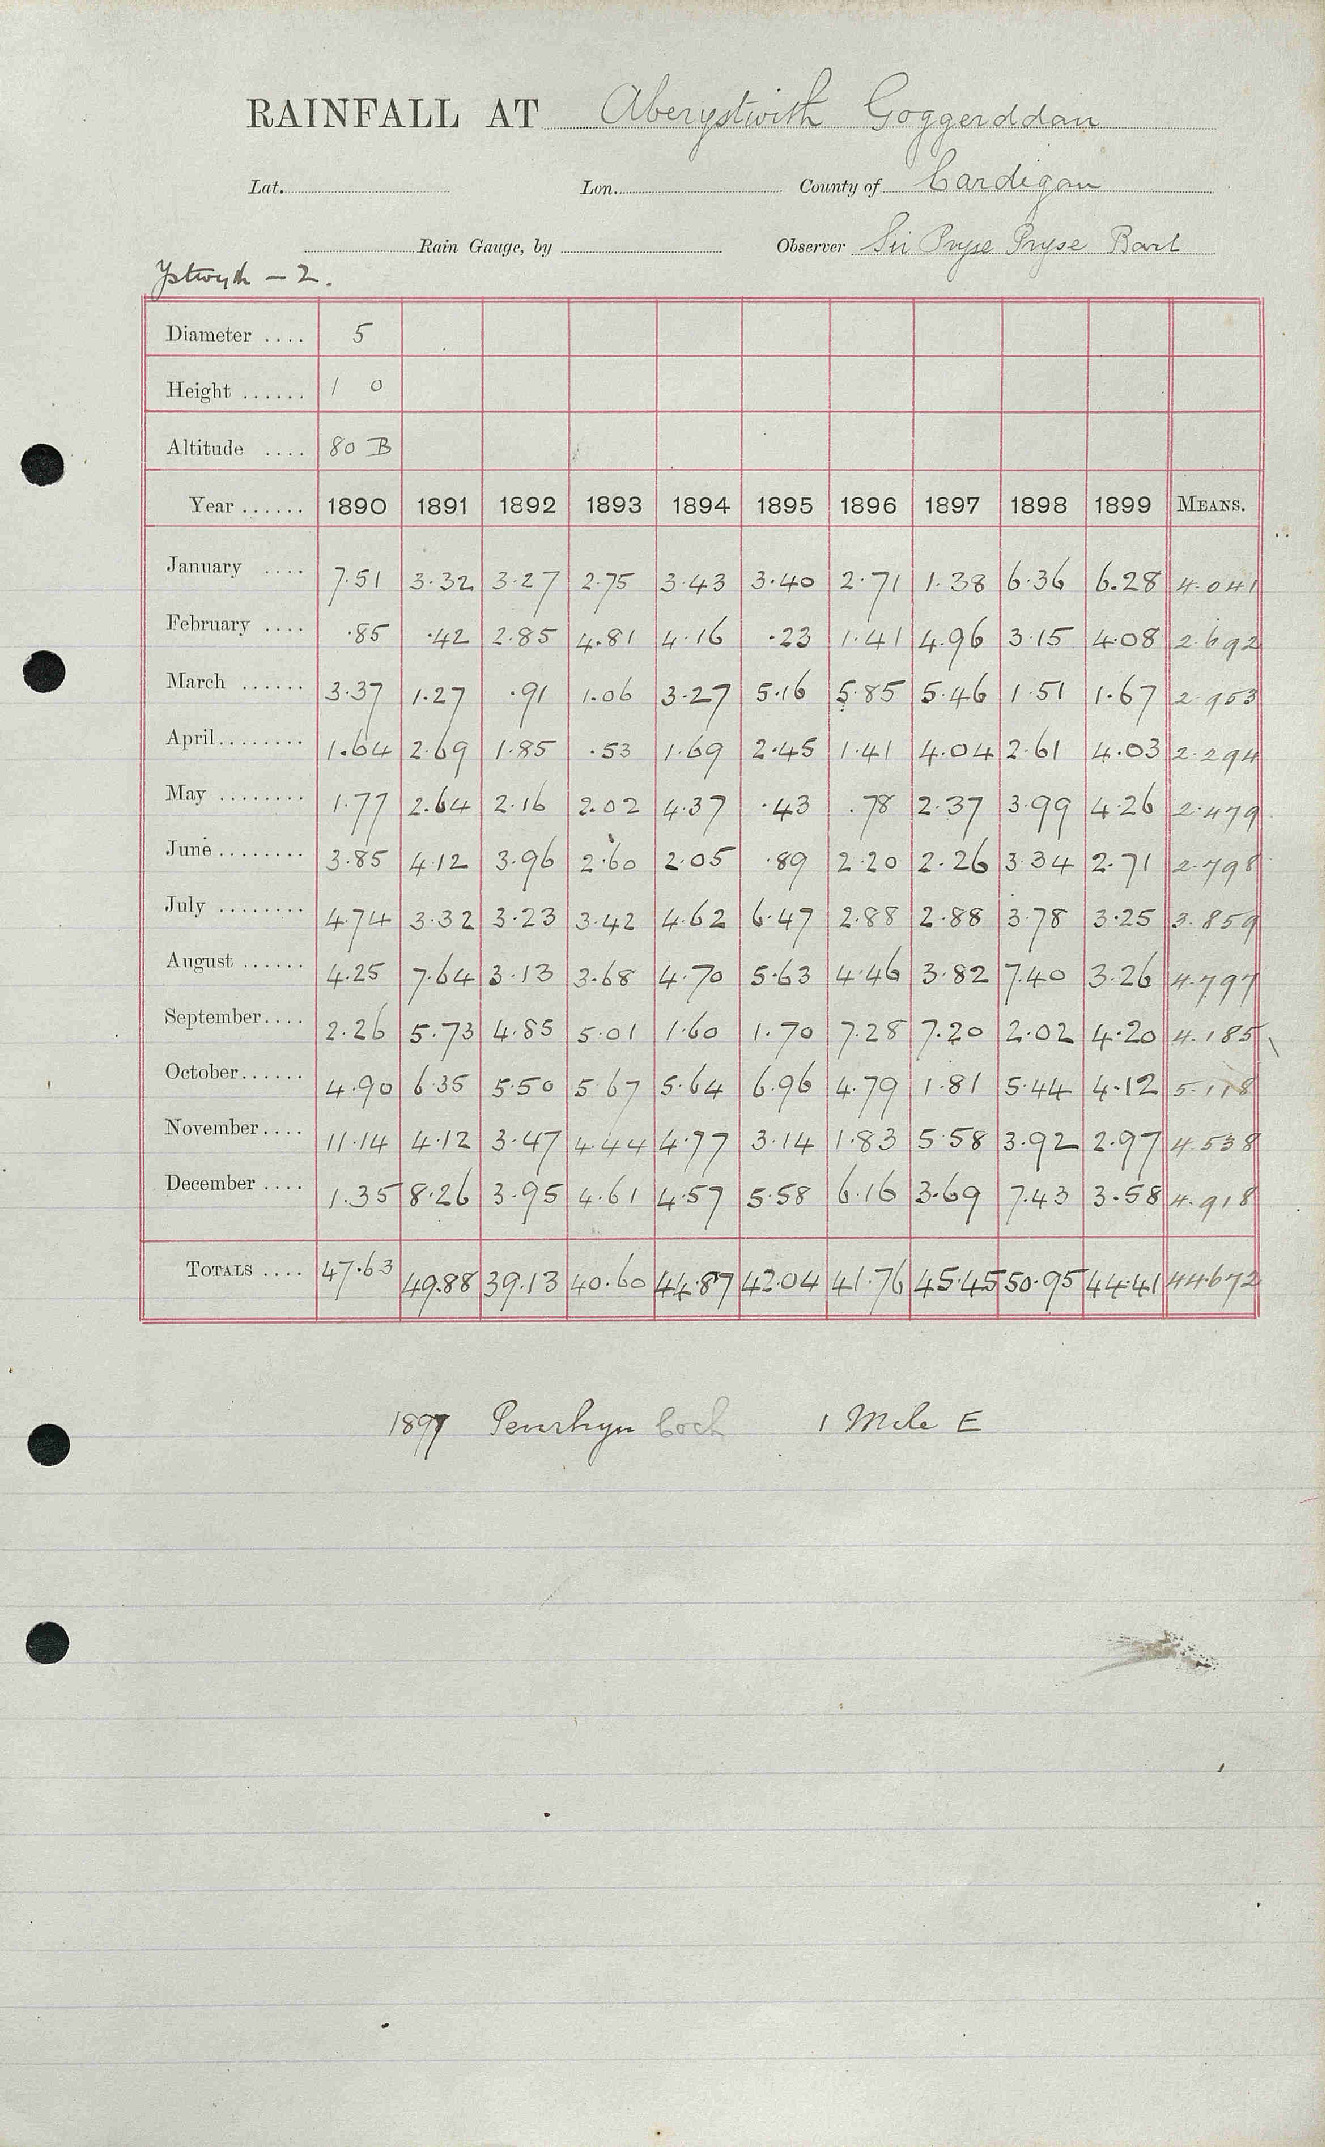 RAINFALL AT Aberystwith Goggerddan
Lat. Lon. County of Cardigan
Rain Gauge, by Observer Sir Pryse Pryse Bart
Ystwyth - 2.
Diameter .... 5
Height ...... 1 0
Altitude .... 80 B
Year ...... 1890 1891 1892 1893 1894 1895 1896 1897 1898 1899 MEANS.
January .... 7.51 3.32 3.27 2.75 3.43 3.40 2.71 1.38 6.36 6.28 4.041
February .... .85 .42 2.85 4.81 4.16 .23 1.41 4.96 3.15 4.08 2.692
March ...... 3.37 1.27 .91 1.06 3.27 5.16 5.85 5.46 1.51 1.67 2.953
April........ 1.64 2.69 1.85 .53 1.69 2.45 1.41 4.04 2.61 4.03 2.294
May ........ 1.77 2.64 2.16 2.02 4.37 .43 .78 2.37 3.99 4.26 2.479
June ........ 3.85 4.12 3.96 2.60 2.05 .89 2.20 2.26 3.34 2.71 2.798
July ........ 4.74 3.32 3.23 3.42 4.62 6.47 2.88 2.88 3.78 3.25 3.859
August ...... 4.25 7.64 3.13 3.68 4.70 5.63 4.46 3.82 7.40 3.26 4.797
September.... 2.26 5.73 4.85 5.01 1.60 1.70 7.28 7.20 2.02 4.20 4.185
October...... 4.90 6.35 5.50 5.67 5.64 6.96 4.79 1.81 5.44 4.12 5.118
November.... 11.14 4.12 3.47 4.44 4.77 3.14 1.83 5.58 3.92 2.97 4.538
December .... 1.35 8.26 3.95 4.61 4.57 5.58 6.16 3.69 7.43 3.58 4.918
TOTALS .... 47.63 49.88 39.13 40.60 44.87 42.04 41.76 45.45 50.95 44.41 44.672
1897 Penrhyn Coch 1 Mile E